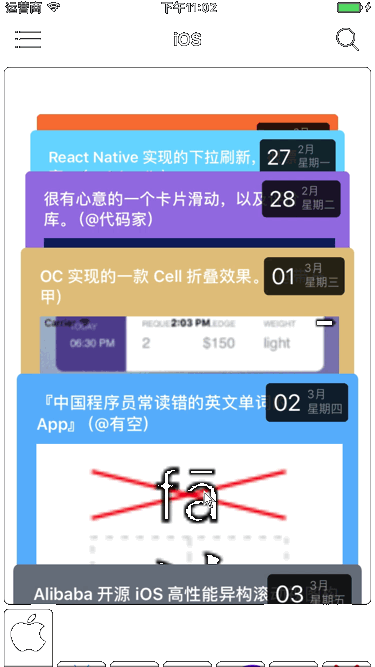 运营商
下午11:02
iOS
2月
React Native 实现的下拉刷新,
27
2月
星期一
很有心意的一个卡片滑动，以及
库。（@代码家）
28
2月
星期二
OC 实现的一款 Cell 折叠效果。
甲）
01
3月
星期三
Carrier
2:03 PM
TODAY
06:30 PM
2
$150
WEIGHT
light
『中国程序员常读错的英文单词
App』（@有空）
02
3月
星期四
fā
Alibaba 开源 iOS 高性能异构滚
03
3月
星期五